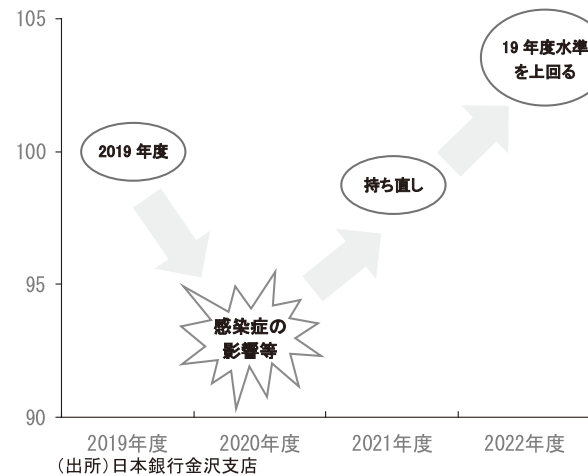 105
19 年度水準
を上回る
100
2019 年度
持ち直し
95
感染症の
影響等
90
2019年度 2020年度 2021年度 2022年度
（出所）日本銀行金沢支店